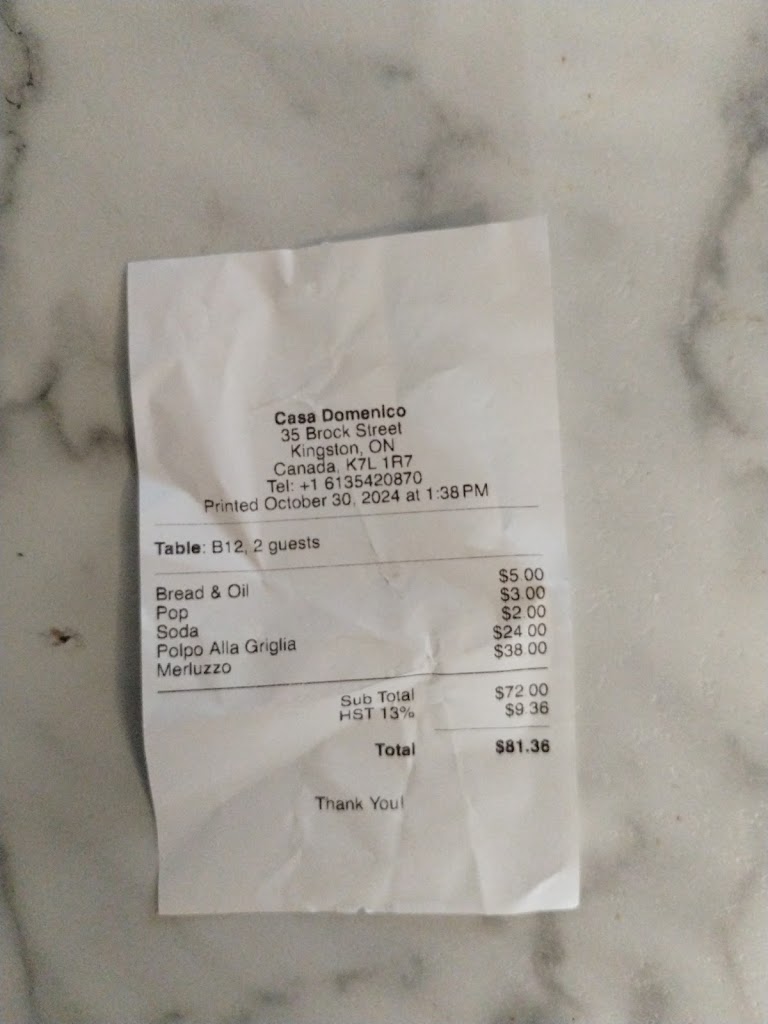 Casa Domenico
35 Brock Street
Kingston, ON
Canada, K7L 1R7
Tel: +1 6135420870
Printed October 30, 2024 at 1:38 PM
Table: B12, 2 guests
Bread & Oil $5.00
Pop $3.00
Soda $2.00
Polpo Alla Griglia $24.00
Merluzzo $38.00
Sub Total $72.00
HST 13% $9.36
Total $81.36
Thank You!